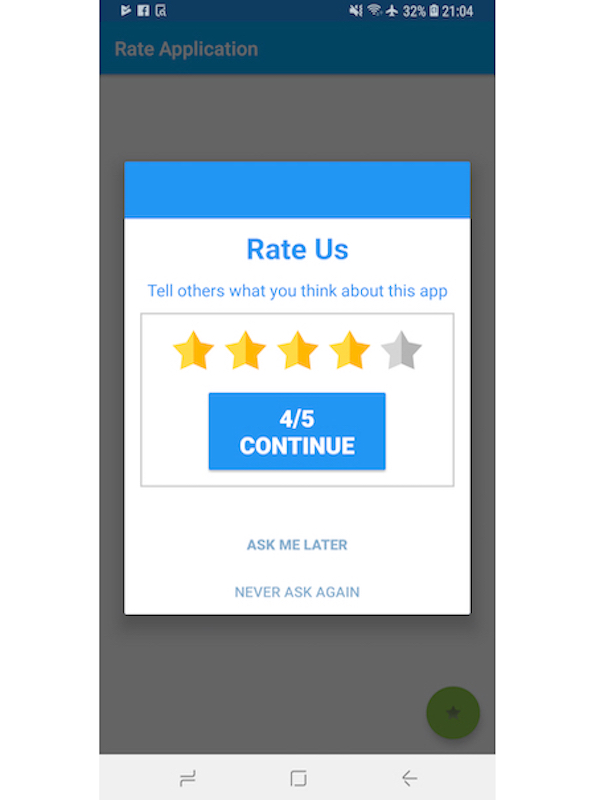 32% 21:04
Rate Application
Rate Us
Tell others what you think about this app
4/5
CONTINUE
ASK ME LATER
NEVER ASK AGAIN